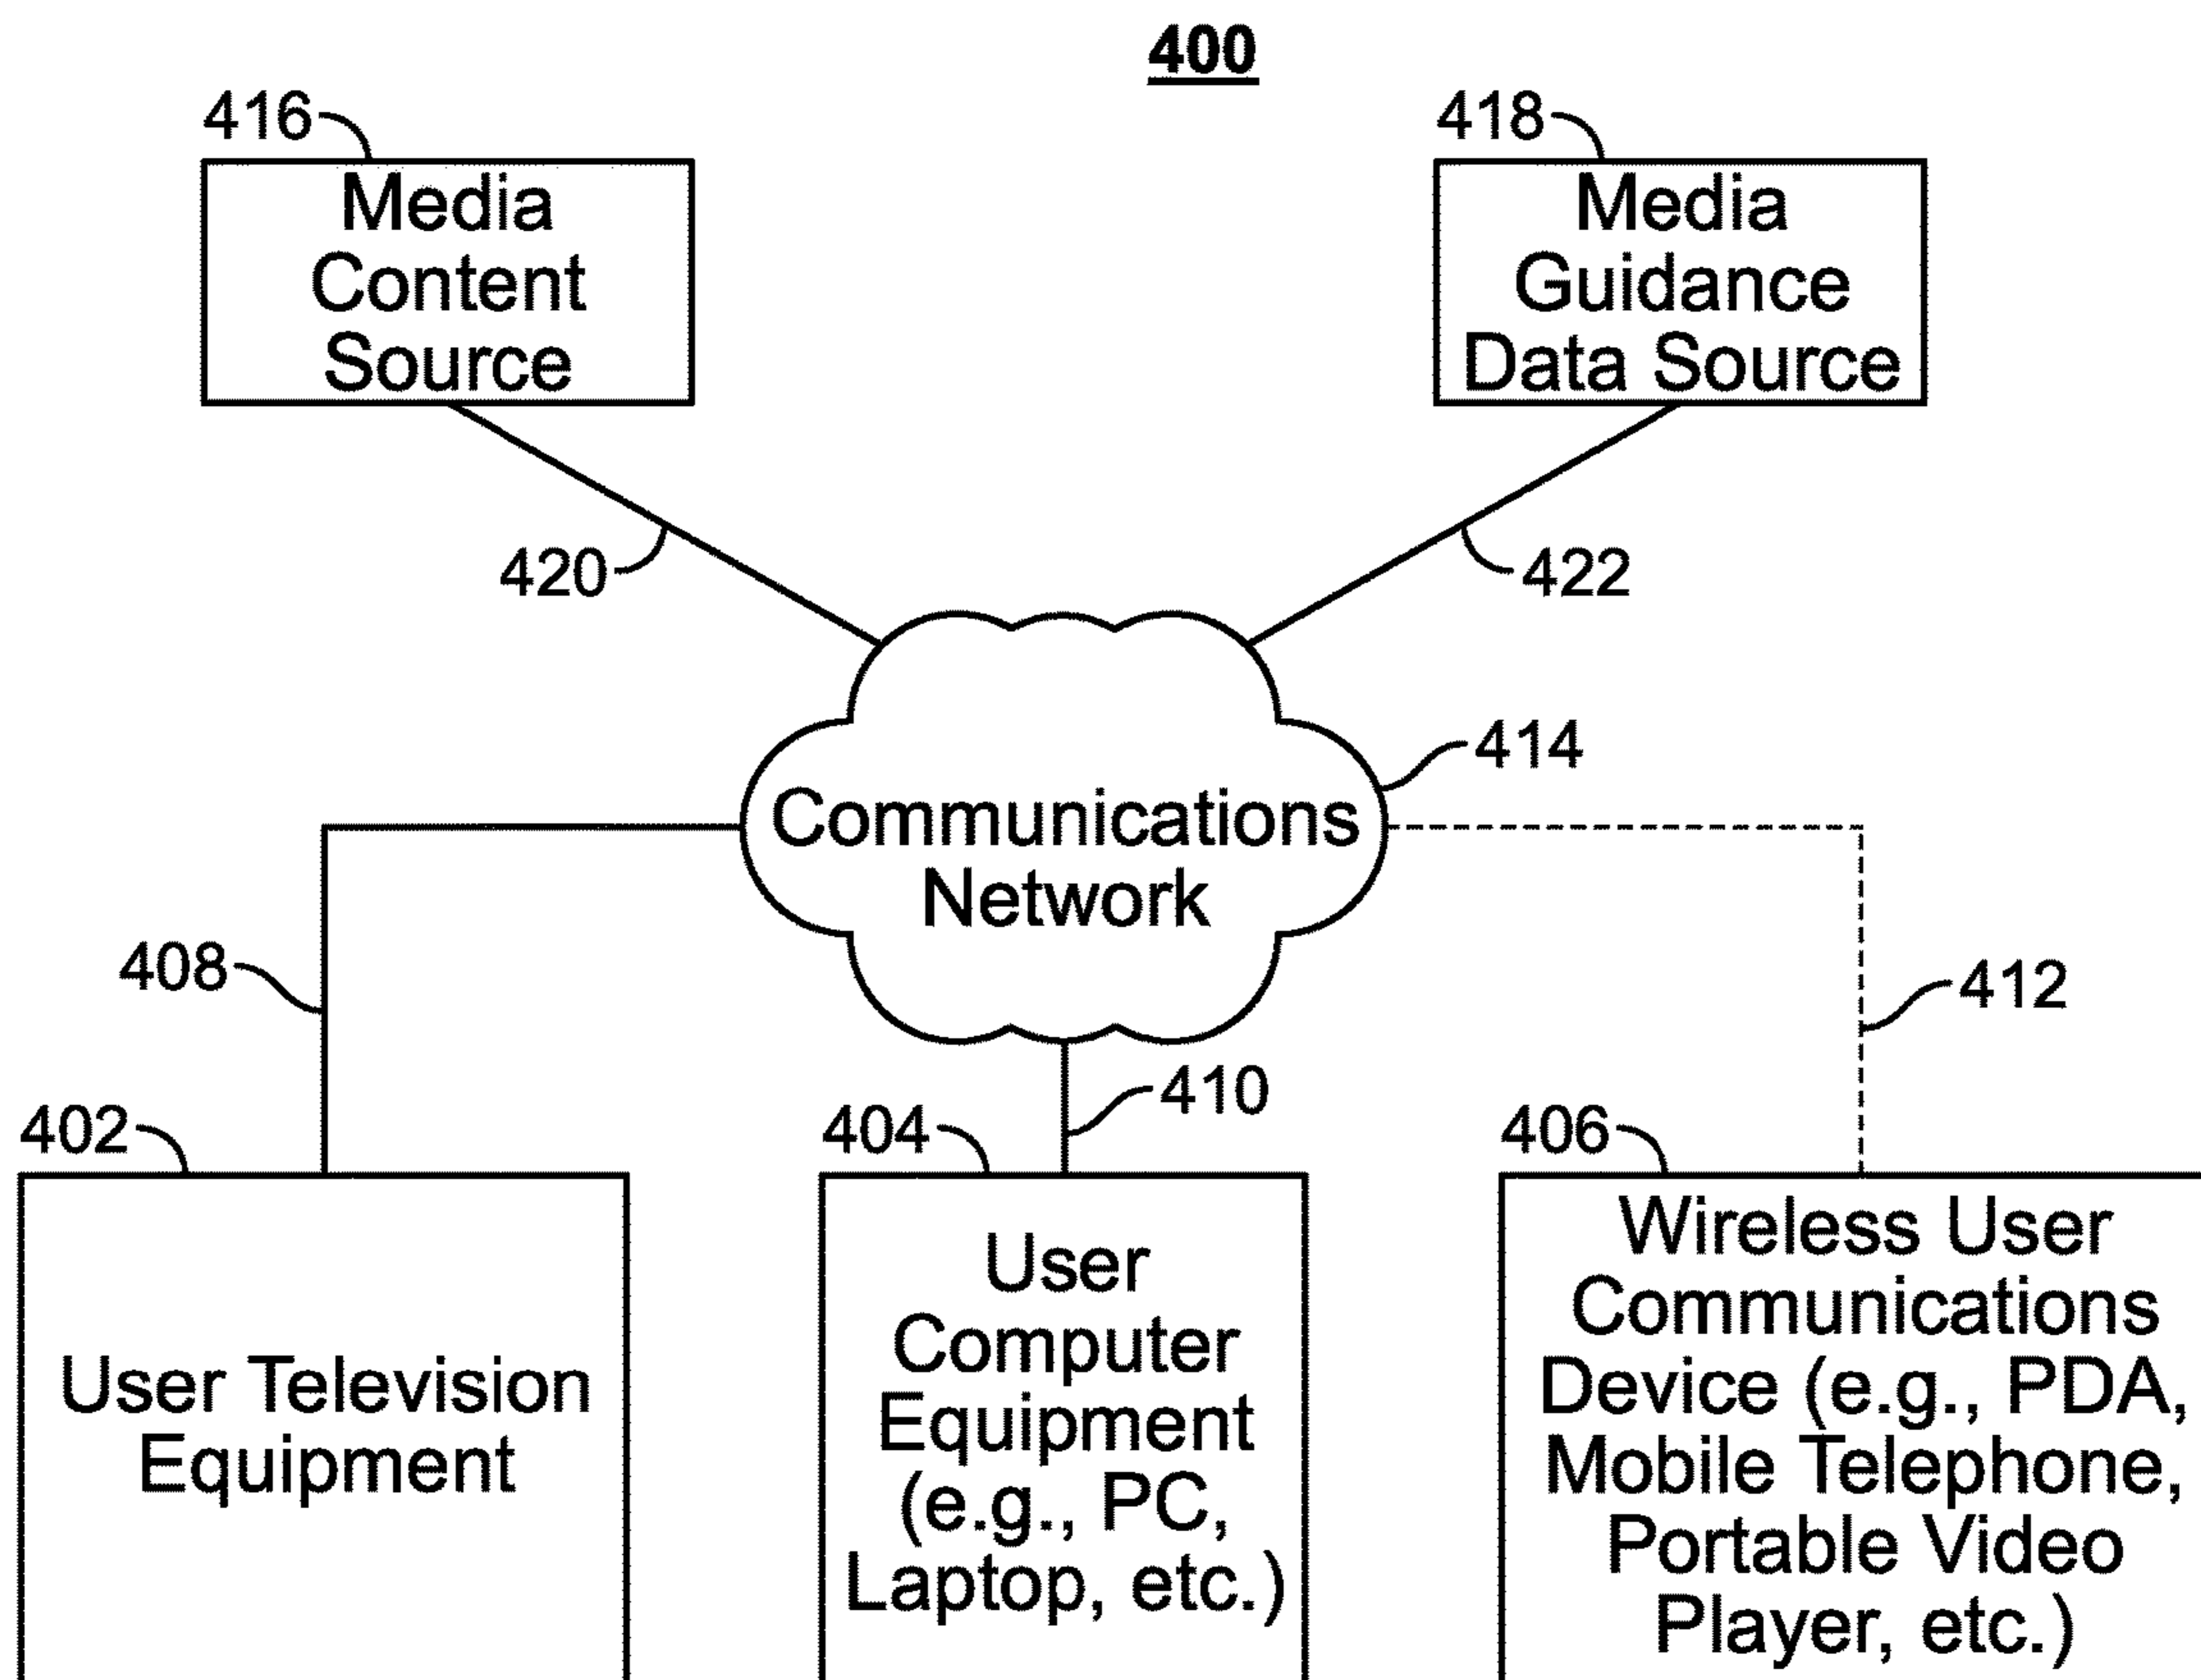 400
416
418
Media
Content
Source
Media
Guidance
Data Source
420
422
414
Communications
Network
408
412
410
402
404
406
User Television
Equipment
User
Computer
Equipment
(e.g., PC,
Laptop, etc.)
Wireless User
Communications
Device (e.g., PDA,
Mobile Telephone,
Portable Video
Player, etc.)